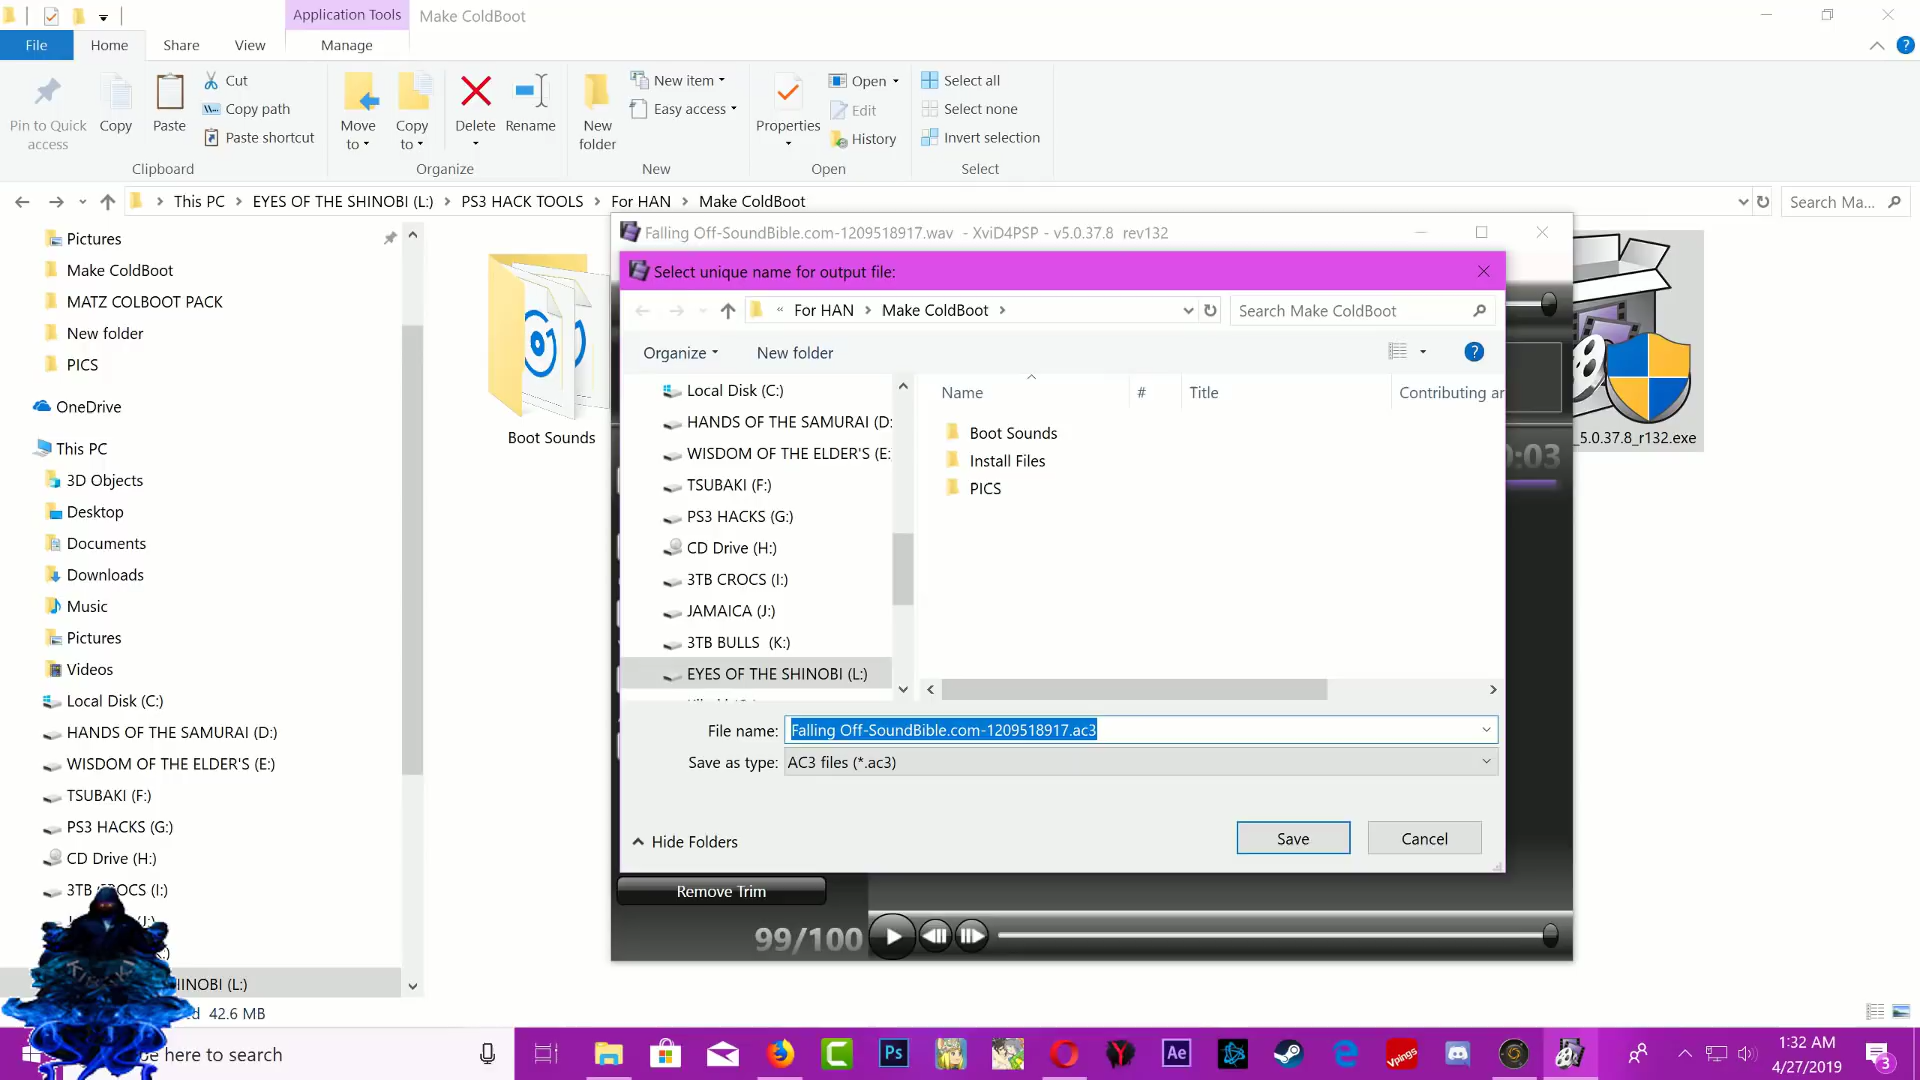 Application Tools
Make ColdBoot
File
Home
Share
View
Manage
Pin to Quick access
Copy
Paste
Cut
Copy path
Paste shortcut
Move to
Copy to
Delete
Rename
New folder
New item
Easy access
Properties
Open
Edit
History
Select all
Select none
Invert selection
Clipboard
Organize
New
Open
Select
This PC
EYES OF THE SHINOBI (L:)
PS3 HACK TOOLS
For HAN
Make ColdBoot
Search Ma...
Pictures
Make ColdBoot
MATZ COLBOOT PACK
New folder
PICS
OneDrive
This PC
3D Objects
Desktop
Documents
Downloads
Music
Pictures
Videos
Local Disk (C:)
HANDS OF THE SAMURAI (D:)
WISDOM OF THE ELDER'S (E:)
TSUBAKI (F:)
PS3 HACKS (G:)
CD Drive (H:)
3TB CROCS (I:)
42.6 MB
Boot Sounds
5.0.37.8_r132.exe
Falling Off-SoundBible.com-1209518917.wav - XviD4PSP - v5.0.37.8 rev132
Select unique name for output file:
« For HAN
Make ColdBoot
Search Make ColdBoot
Organize
New folder
Local Disk (C:)
HANDS OF THE SAMURAI (D:
WISDOM OF THE ELDER'S (E:
TSUBAKI (F:)
PS3 HACKS (G:)
CD Drive (H:)
3TB CROCS (I:)
JAMAICA (J:)
3TB BULLS (K:)
EYES OF THE SHINOBI (L:)
Name
#
Title
Contributing ar
Boot Sounds
Install Files
PICS
File name:
Falling Off-SoundBible.com-1209518917.ac3
Save as type:
AC3 files (*.ac3)
Hide Folders
Save
Cancel
:03
Remove Trim
99/100
here to search
Ps
Ae
Vpings
1:32 AM
4/27/2019
3